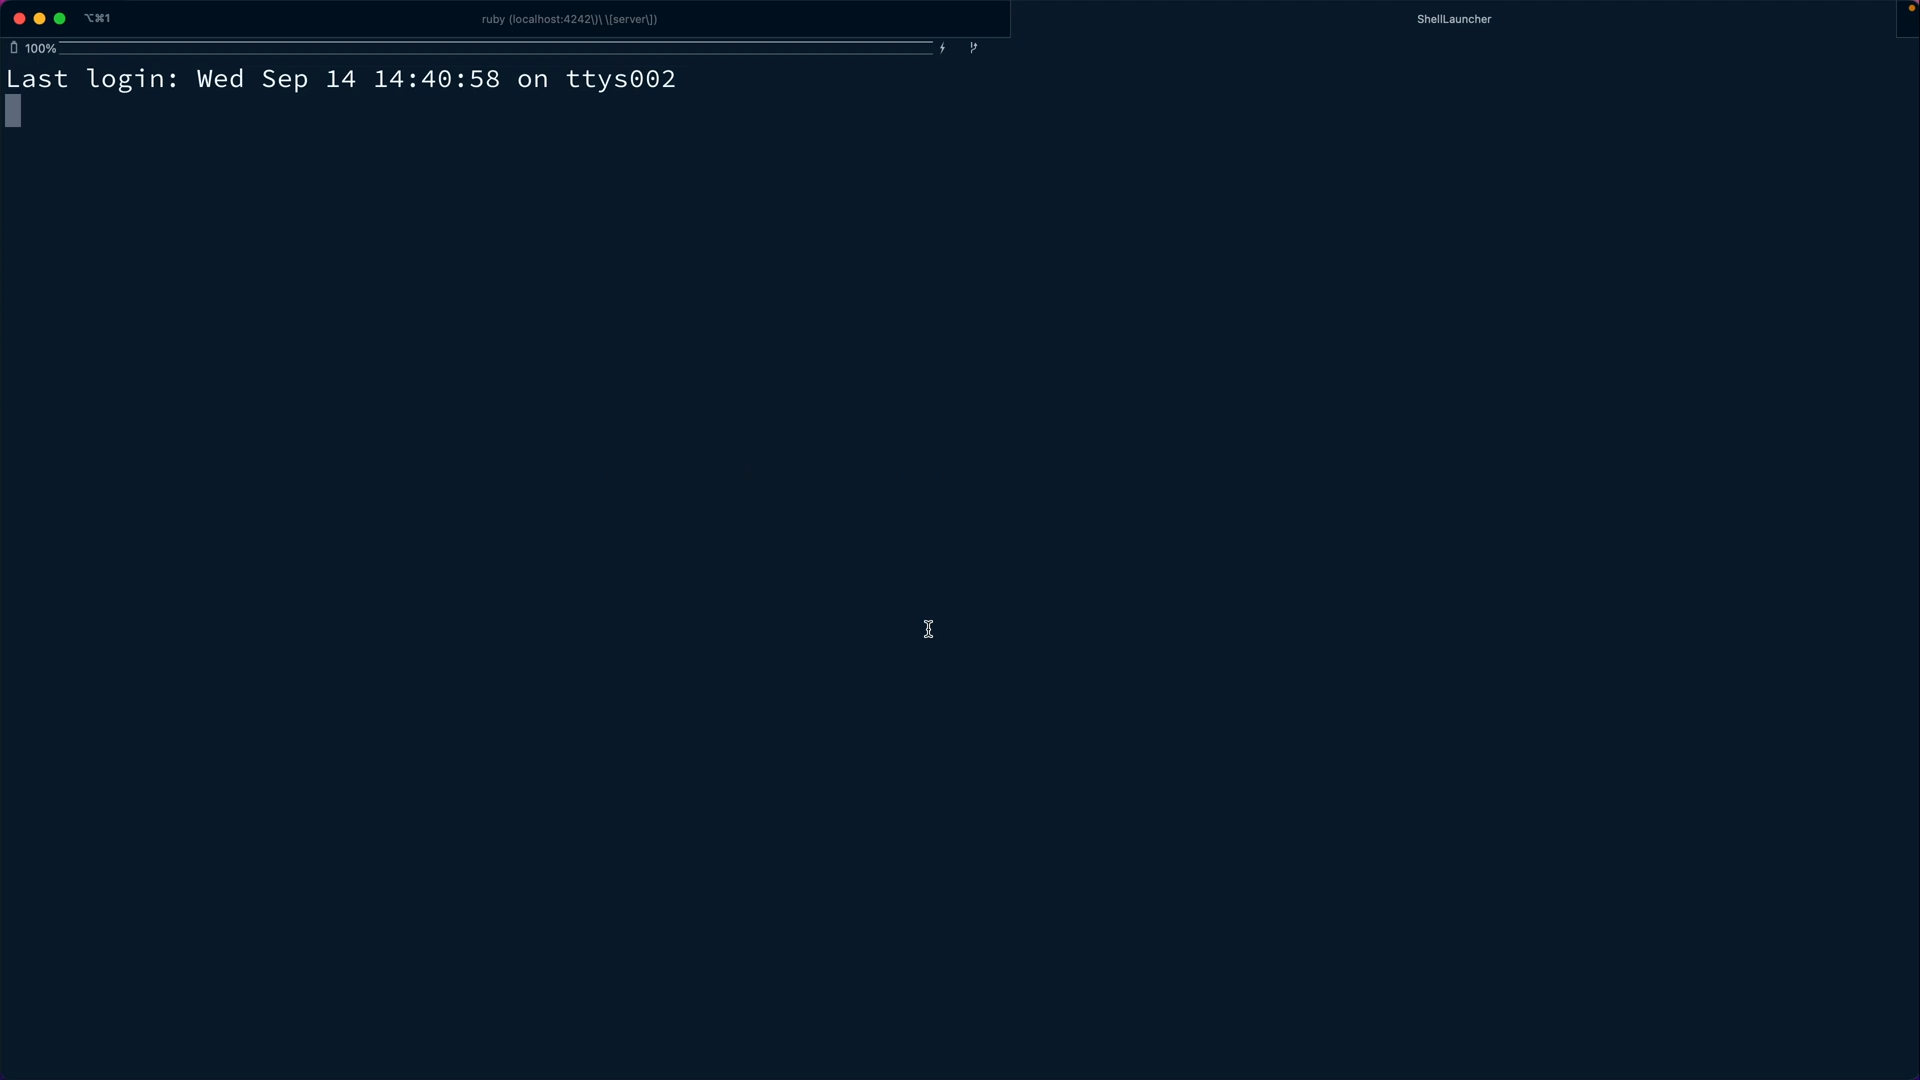 ⌥⌘1
ruby (localhost:4242\)\ \[server\])
ShellLauncher
100%
Last login: Wed Sep 14 14:40:58 on ttys002